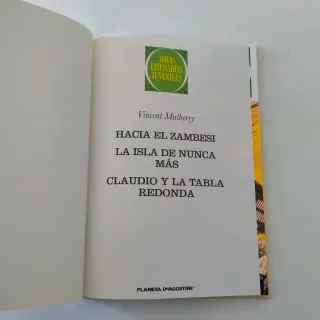 JOYAS
LITERARIAS
JUVENILES
Vincent Mulberry
HACIA EL ZAMBESI
LA ISLA DE NUNCA
MÁS
CLAUDIO Y LA TABLA
REDONDA
PLANETA DEAGOSTINI